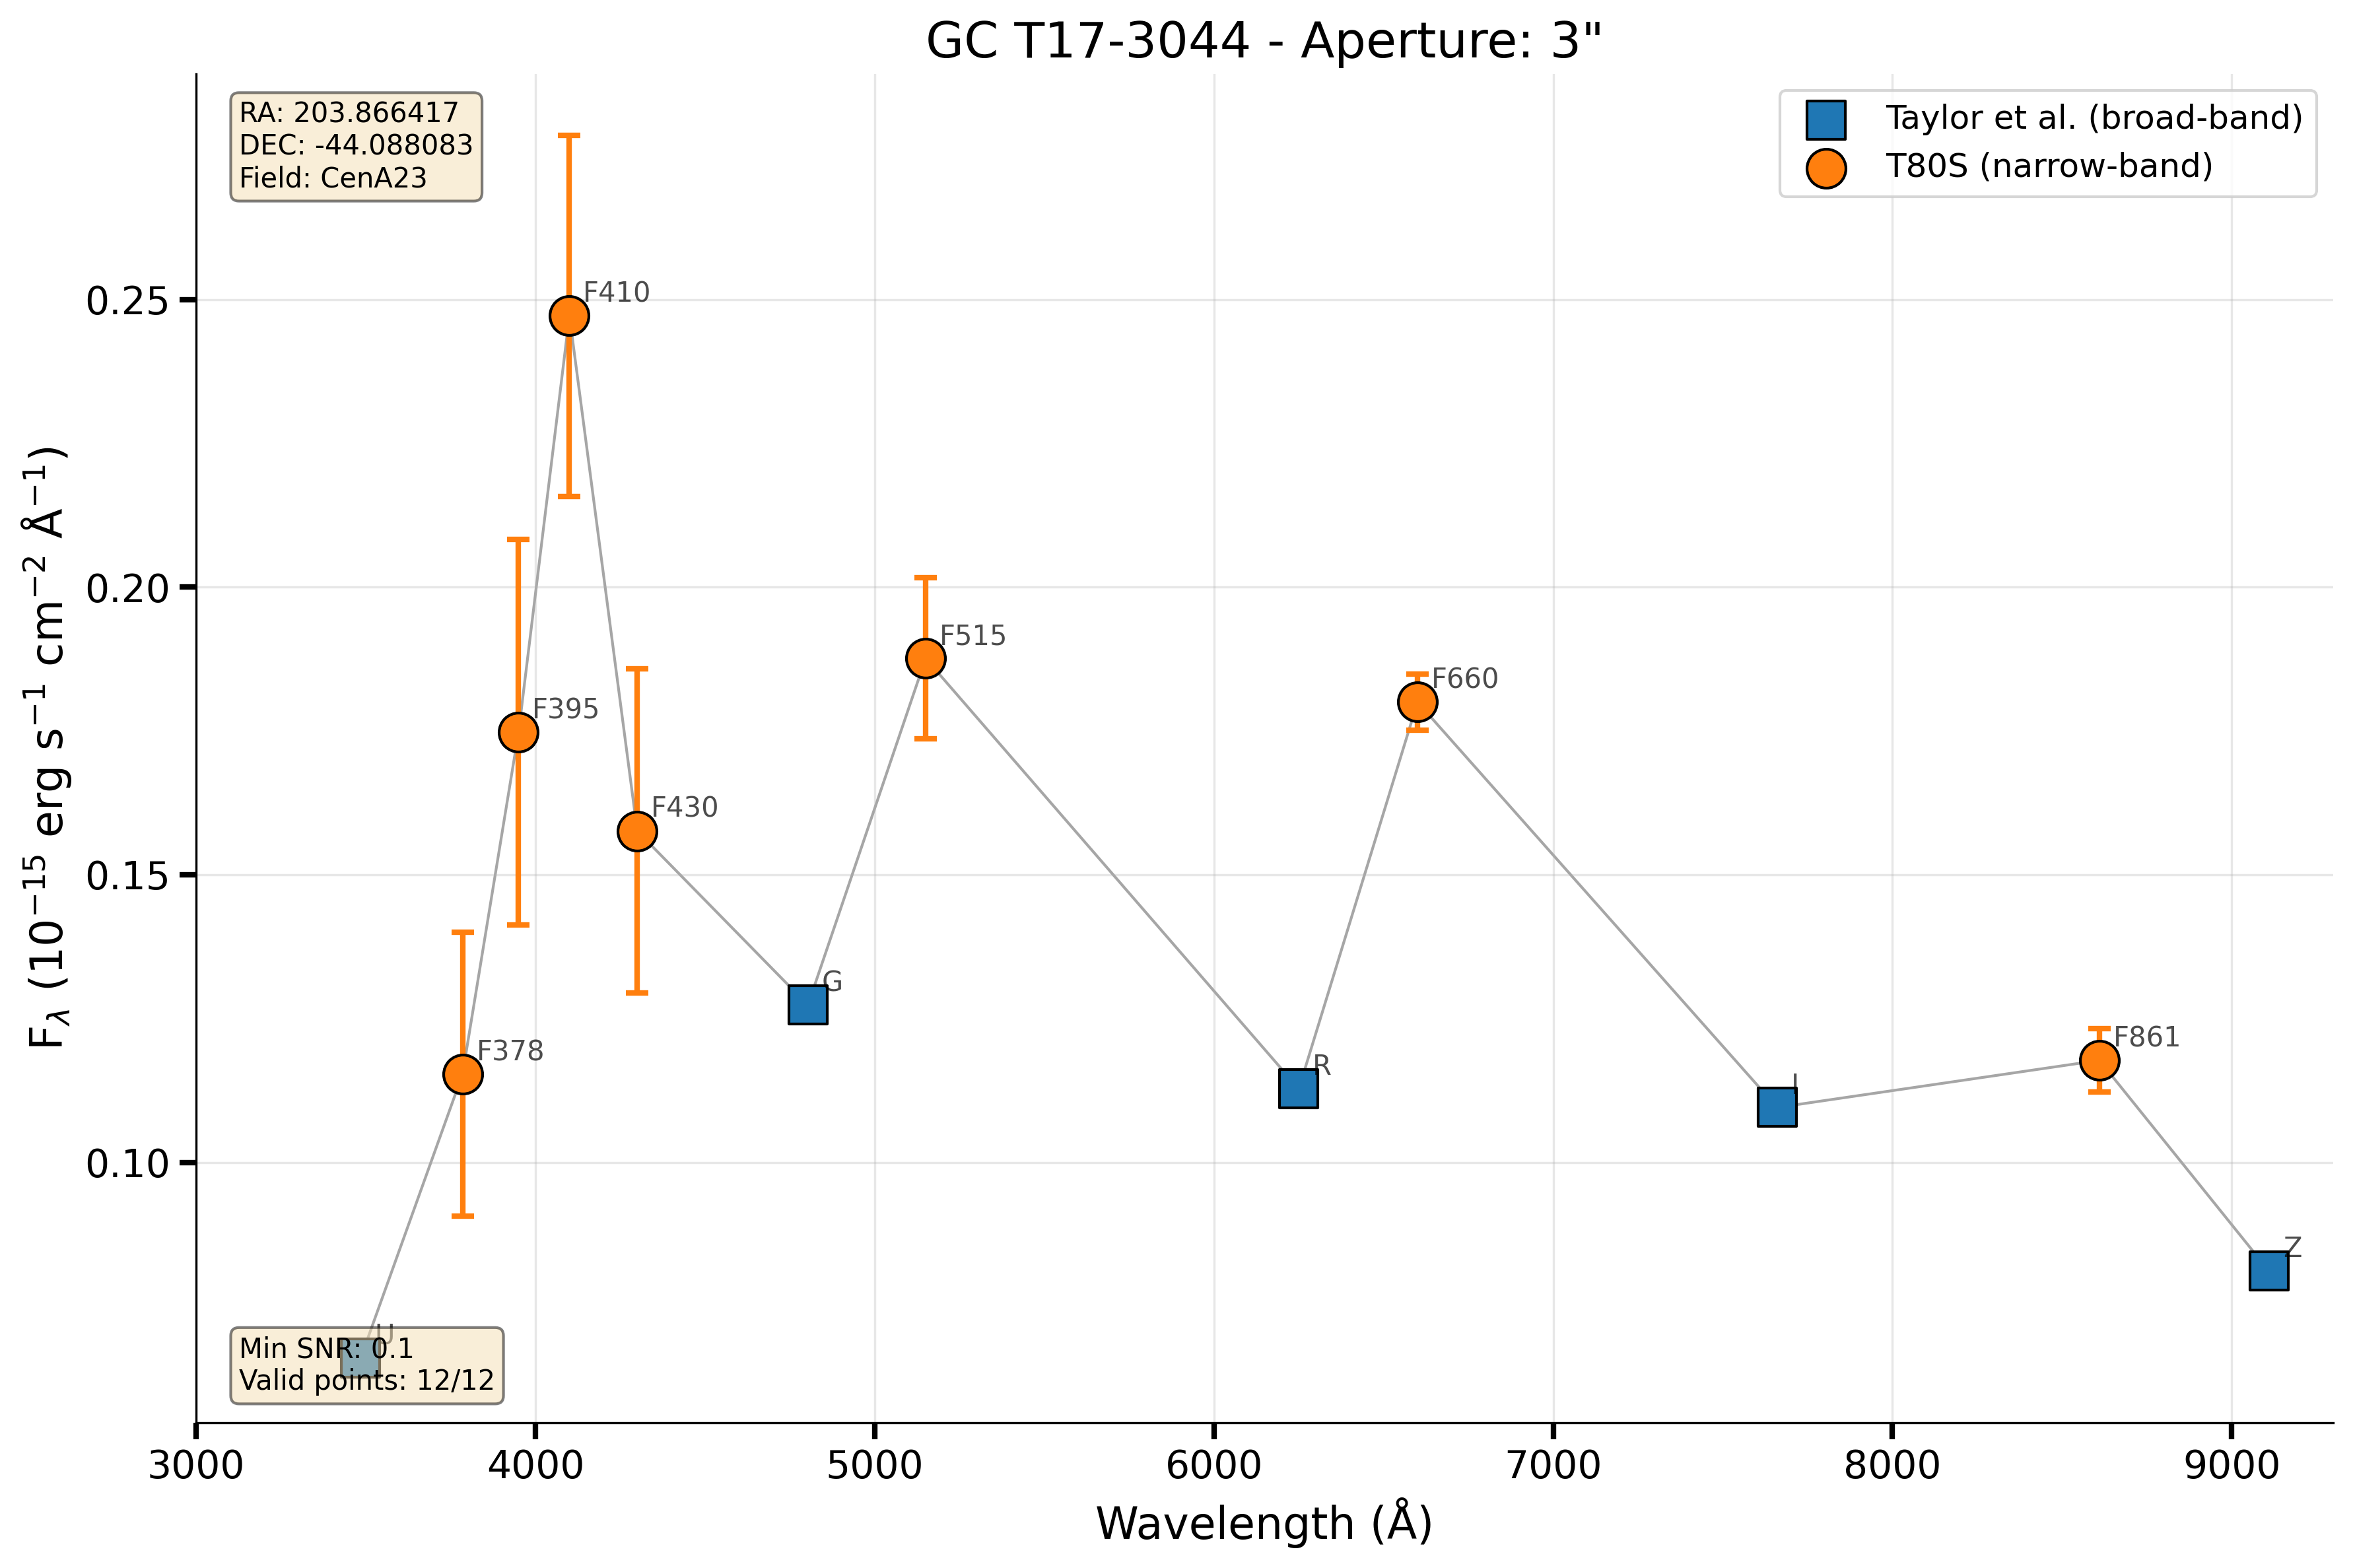 GC T17-3044 - Aperture: 3"
RA: 203.866417
DEC: -44.088083
Field: CenA23
Taylor et al. (broad-band)
T80S (narrow-band)
F410
0.25
F515
0.20
F660
F395
F430
0.15
G
F378
R
I
F861
0.10
Z
U
Min SNR: 0.1
Valid points: 12/12
3000 4000 5000 6000 7000 8000 9000
Wavelength (Å)
F_λ (10⁻¹⁵ erg s⁻¹ cm⁻² Å⁻¹)